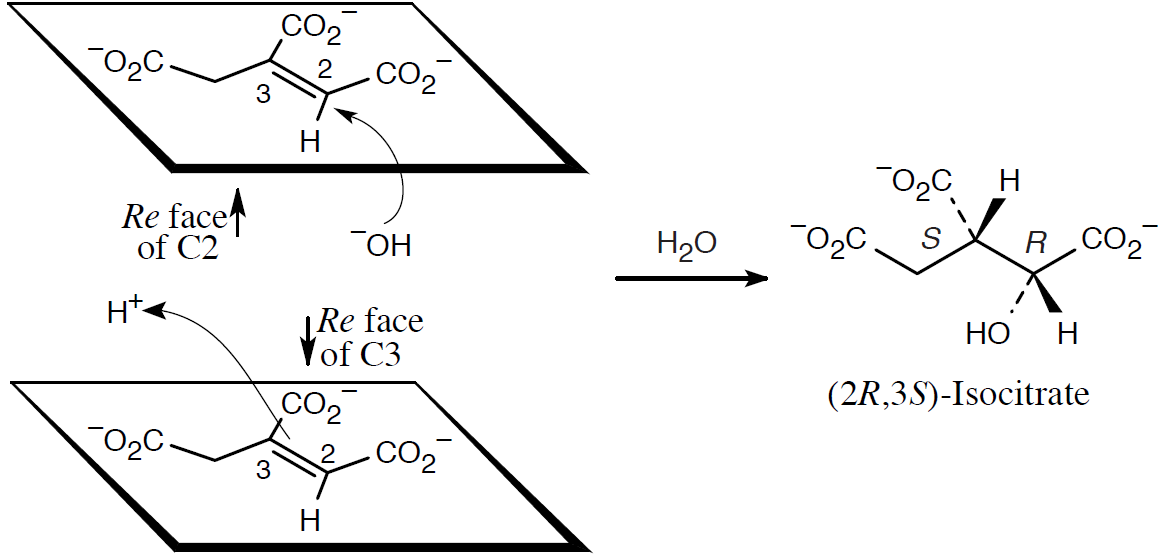 CO₂⁻
⁻O₂C
2
CO₂⁻
3
H
Re face
of C2
⁻OH
H⁺
Re face
of C3
CO₂⁻
⁻O₂C
2
CO₂⁻
3
H
H₂O
⁻O₂C
H
⁻O₂C
S
R
CO₂⁻
HO
H
(2R,3S)-Isocitrate